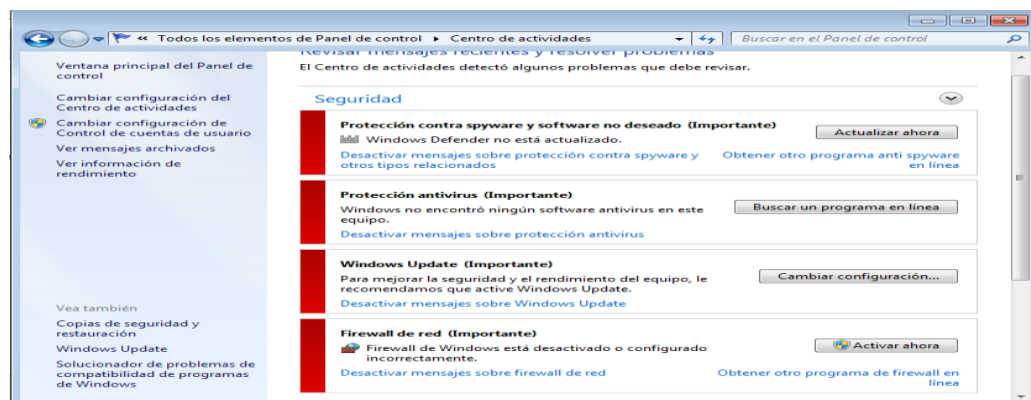 « Todos los elementos de Panel de control ▸ Centro de actividades
Buscar en el Panel de control
Ventana principal del Panel de
control
Cambiar configuración del
Centro de actividades
Cambiar configuración de
Control de cuentas de usuario
Ver mensajes archivados
Ver información de
rendimiento
Vea también
Copias de seguridad y
restauración
Windows Update
Solucionador de problemas de
compatibilidad de programas
de Windows
Revisar mensajes recientes y resolver problemas
El Centro de actividades detectó algunos problemas que debe revisar.
Seguridad
Protección contra spyware y software no deseado (Importante)
Windows Defender no está actualizado.
Actualizar ahora
Desactivar mensajes sobre protección contra spyware y
otros tipos relacionados
Obtener otro programa anti spyware
en línea
Protección antivirus (Importante)
Windows no encontró ningún software antivirus en este
equipo.
Buscar un programa en línea
Desactivar mensajes sobre protección antivirus
Windows Update (Importante)
Para mejorar la seguridad y el rendimiento del equipo, le
recomendamos que active Windows Update.
Cambiar configuración...
Desactivar mensajes sobre Windows Update
Firewall de red (Importante)
Firewall de Windows está desactivado o configurado
incorrectamente.
Activar ahora
Desactivar mensajes sobre firewall de red
Obtener otro programa de firewall en
línea